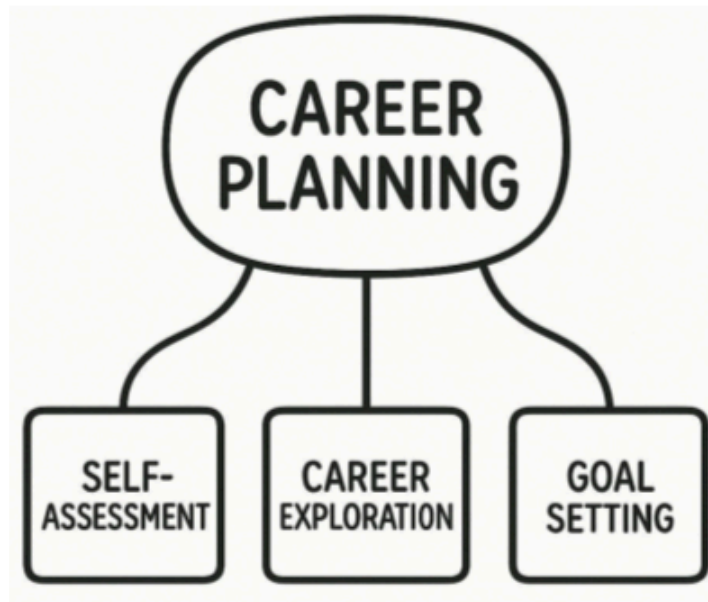 CAREER
PLANNING
SELF-
ASSESSMENT
CAREER
EXPLORATION
GOAL
SETTING